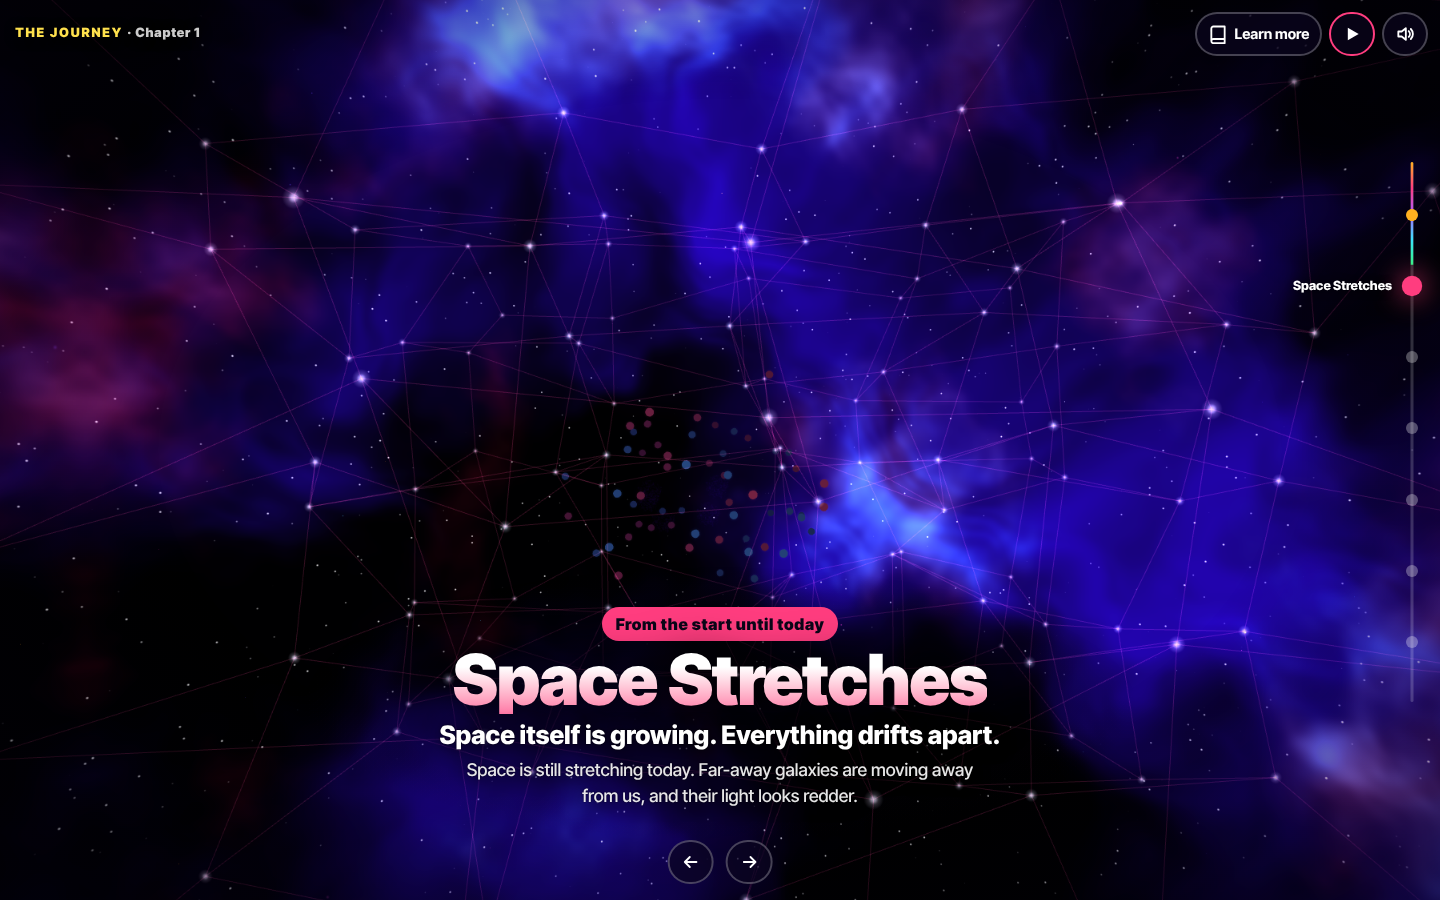 THE JOURNEY · Chapter 1
Learn more
Space Stretches
From the start until today
Space Stretches
Space itself is growing. Everything drifts apart.
Space is still stretching today. Far-away galaxies are moving away
from us, and their light looks redder.